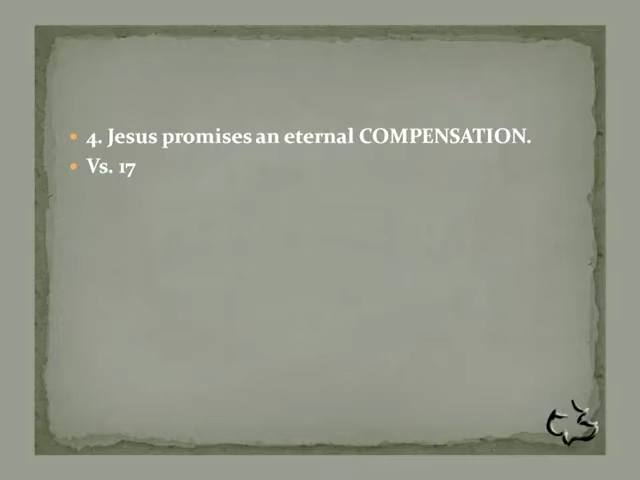 • 4. Jesus promises an eternal COMPENSATION.
• Vs. 17